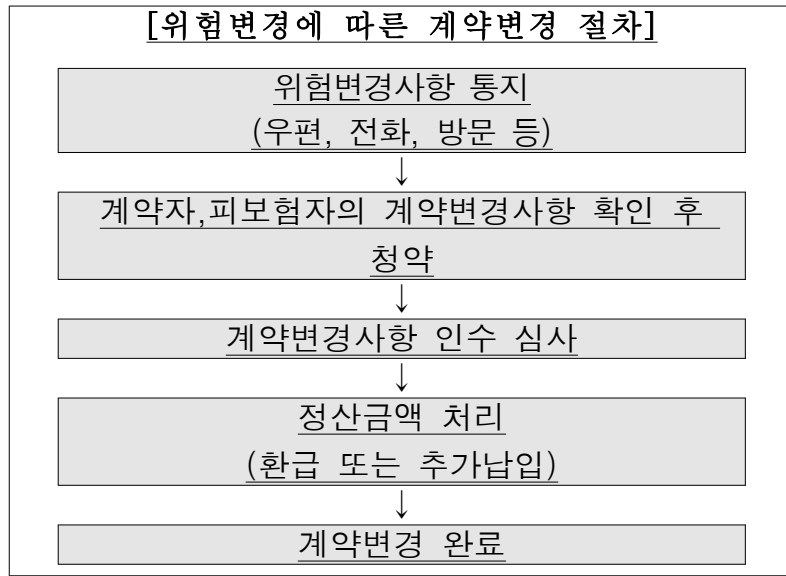 [위험변경에 따른 계약변경 절차]
위험변경사항 통지
(우편, 전화, 방문 등)
↓
계약자,피보험자의 계약변경사항 확인 후
청약
↓
계약변경사항 인수 심사
↓
정산금액 처리
(환급 또는 추가납입)
↓
계약변경 완료